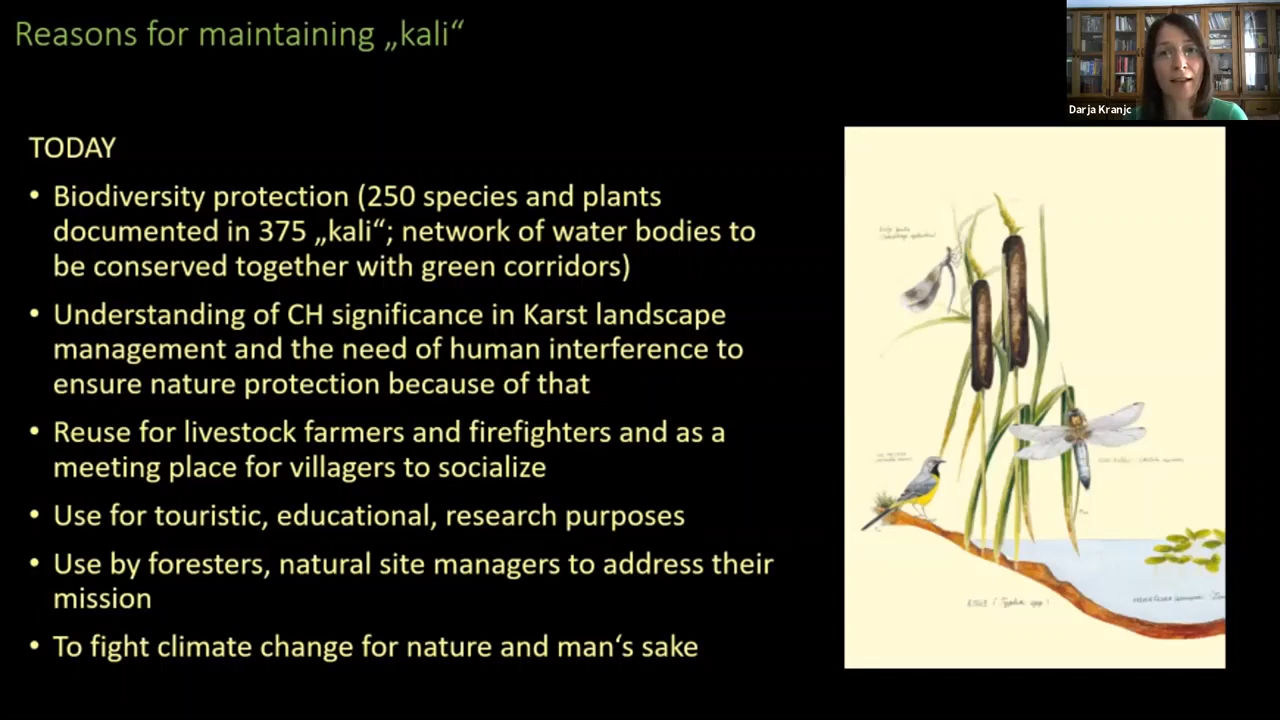 Reasons for maintaining „kali“
Darja Kranjc
TODAY
• Biodiversity protection (250 species and plants
documented in 375 „kali“; network of water bodies to
be conserved together with green corridors)
• Understanding of CH significance in Karst landscape
management and the need of human interference to
ensure nature protection because of that
• Reuse for livestock farmers and firefighters and as a
meeting place for villagers to socialize
• Use for touristic, educational, research purposes
• Use by foresters, natural site managers to address their
mission
• To fight climate change for nature and man‘s sake